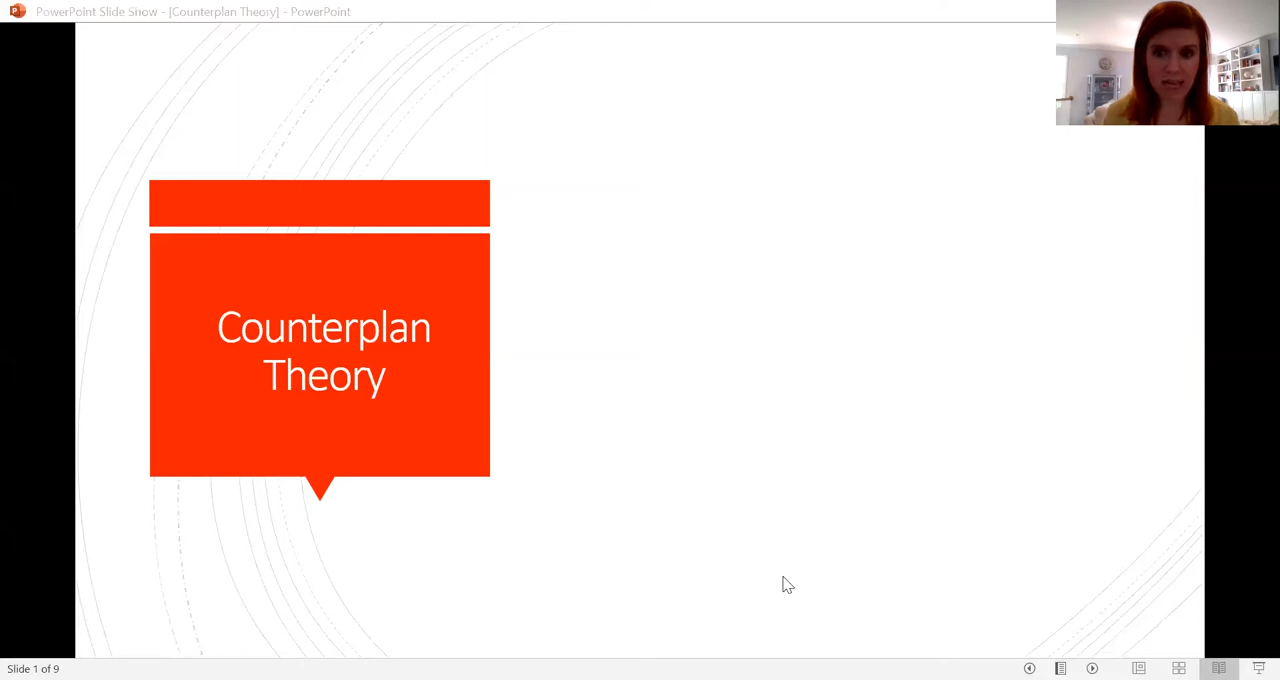 PowerPoint Slide Show - [Counterplan Theory] - PowerPoint
Counterplan
Theory
Slide 1 of 9